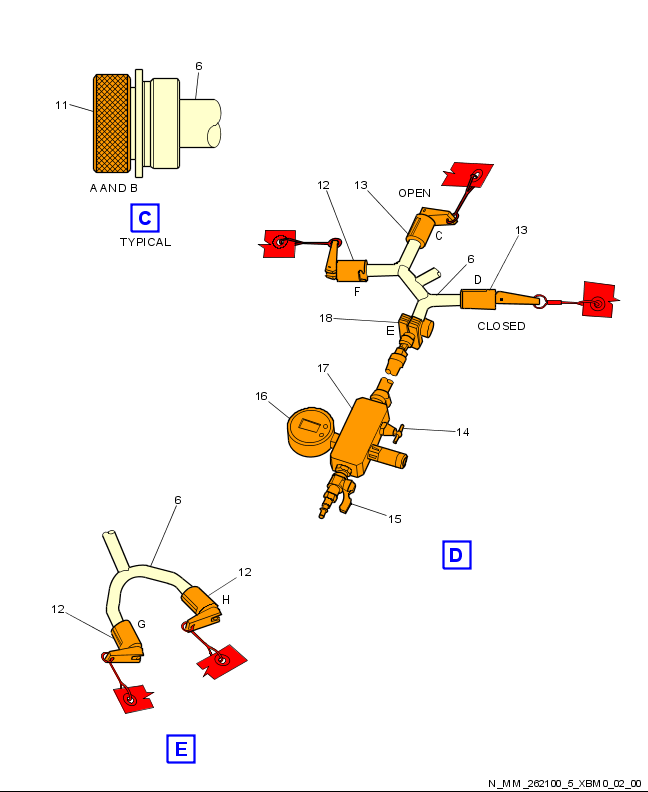 6
11
A AND B
C
TYPICAL
12
13
OPEN
C
13
6
D
F
18
E
CLOSED
17
16
14
15
D
6
12
H
12
G
E
N_MM_262100_5_XBM0_02_00